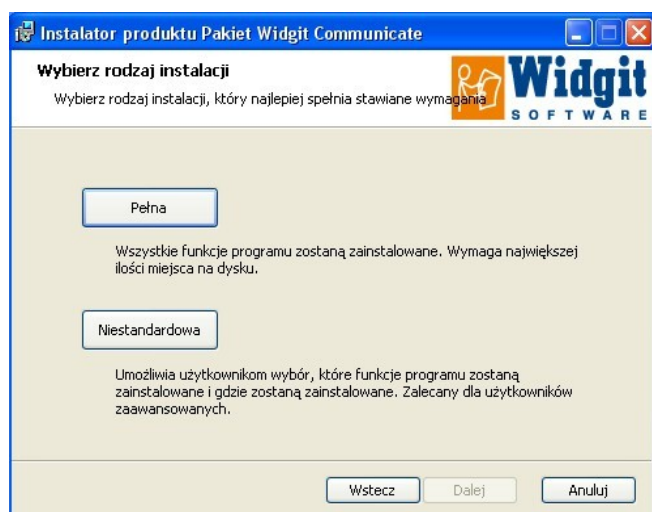 Instalator produktu Pakiet Widgit Communicate
Wybierz rodzaj instalacji
Wybierz rodzaj instalacji, który najlepiej spełnia stawiane wymagania
Widgit
SOFTWARE
Pełna
Wszystkie funkcje programu zostaną zainstalowane. Wymaga największej
ilości miejsca na dysku.
Niestandardowa
Umożliwia użytkownikom wybór, które funkcje programu zostaną
zainstalowane i gdzie zostaną zainstalowane. Zalecany dla użytkowników
zaawansowanych.
Wstecz
Dalej
Anuluj